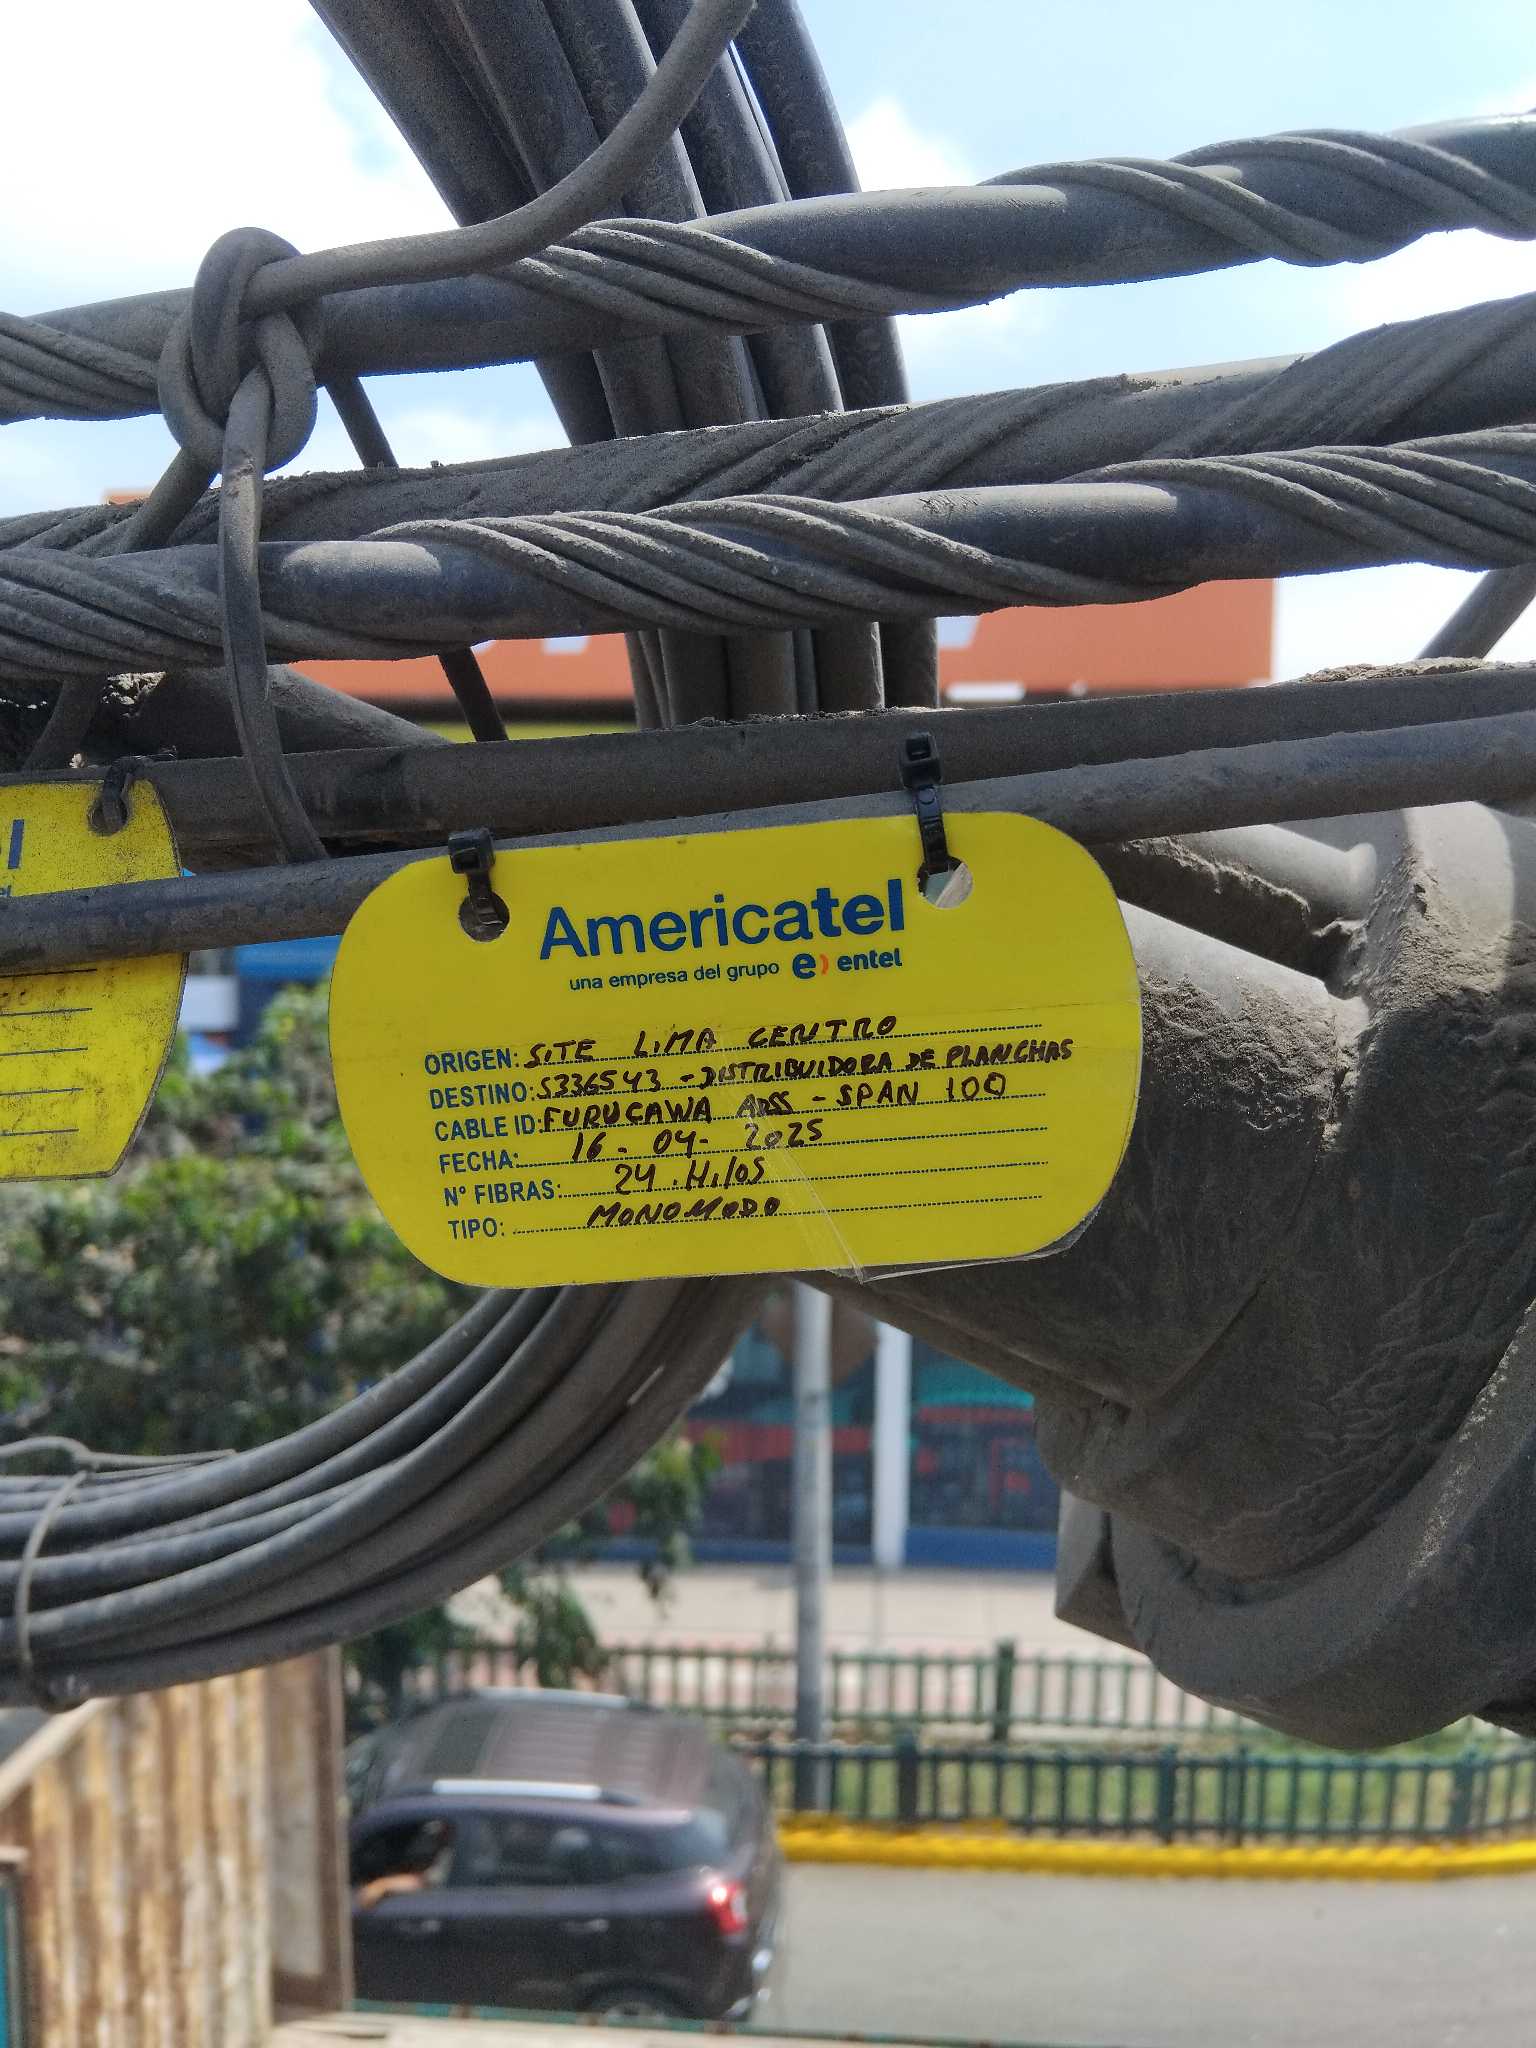 Americatel
una empresa del grupo e) entel
ORIGEN: SITE LIMA CENTRO
DESTINO: S336543 - DISTRIBUIDORA DE PLANCHAS
CABLE ID: FURUCAWA ADSS - SPAN 100
FECHA: 16 - 04 - 2025
N° FIBRAS: 24 . Hilos
TIPO: MONOMODO